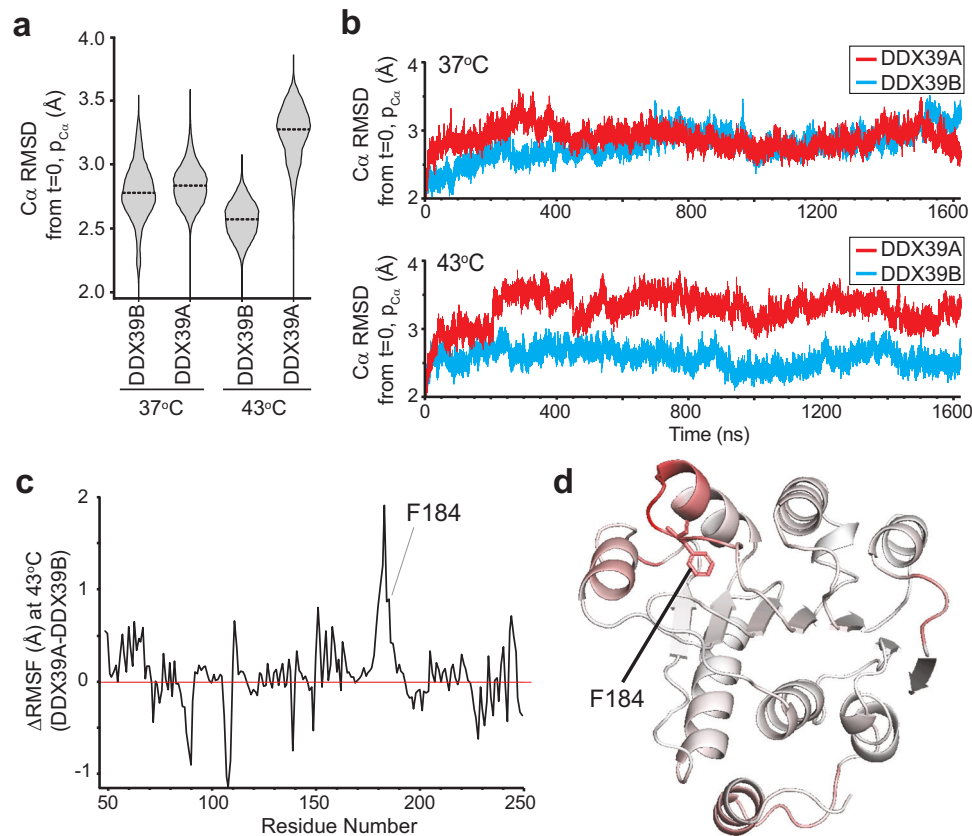 a
Cα RMSD
from t=0, pCα (Å)
4.0
3.5
3.0
2.5
2.0
DDX39B
DDX39A
DDX39B
DDX39A
37°C
43°C
b
37°C
DDX39A
DDX39B
Cα RMSD
from t=0, pCα (Å)
4
3
2
0
400
800
1200
1600
43°C
DDX39A
DDX39B
Cα RMSD
from t=0, pCα (Å)
4
3
2
0
400
800
1200
1600
Time (ns)
c
ΔRMSF (Å) at 43°C
(DDX39A-DDX39B)
2
1
0
-1
F184
50
100
150
200
250
Residue Number
d
F184